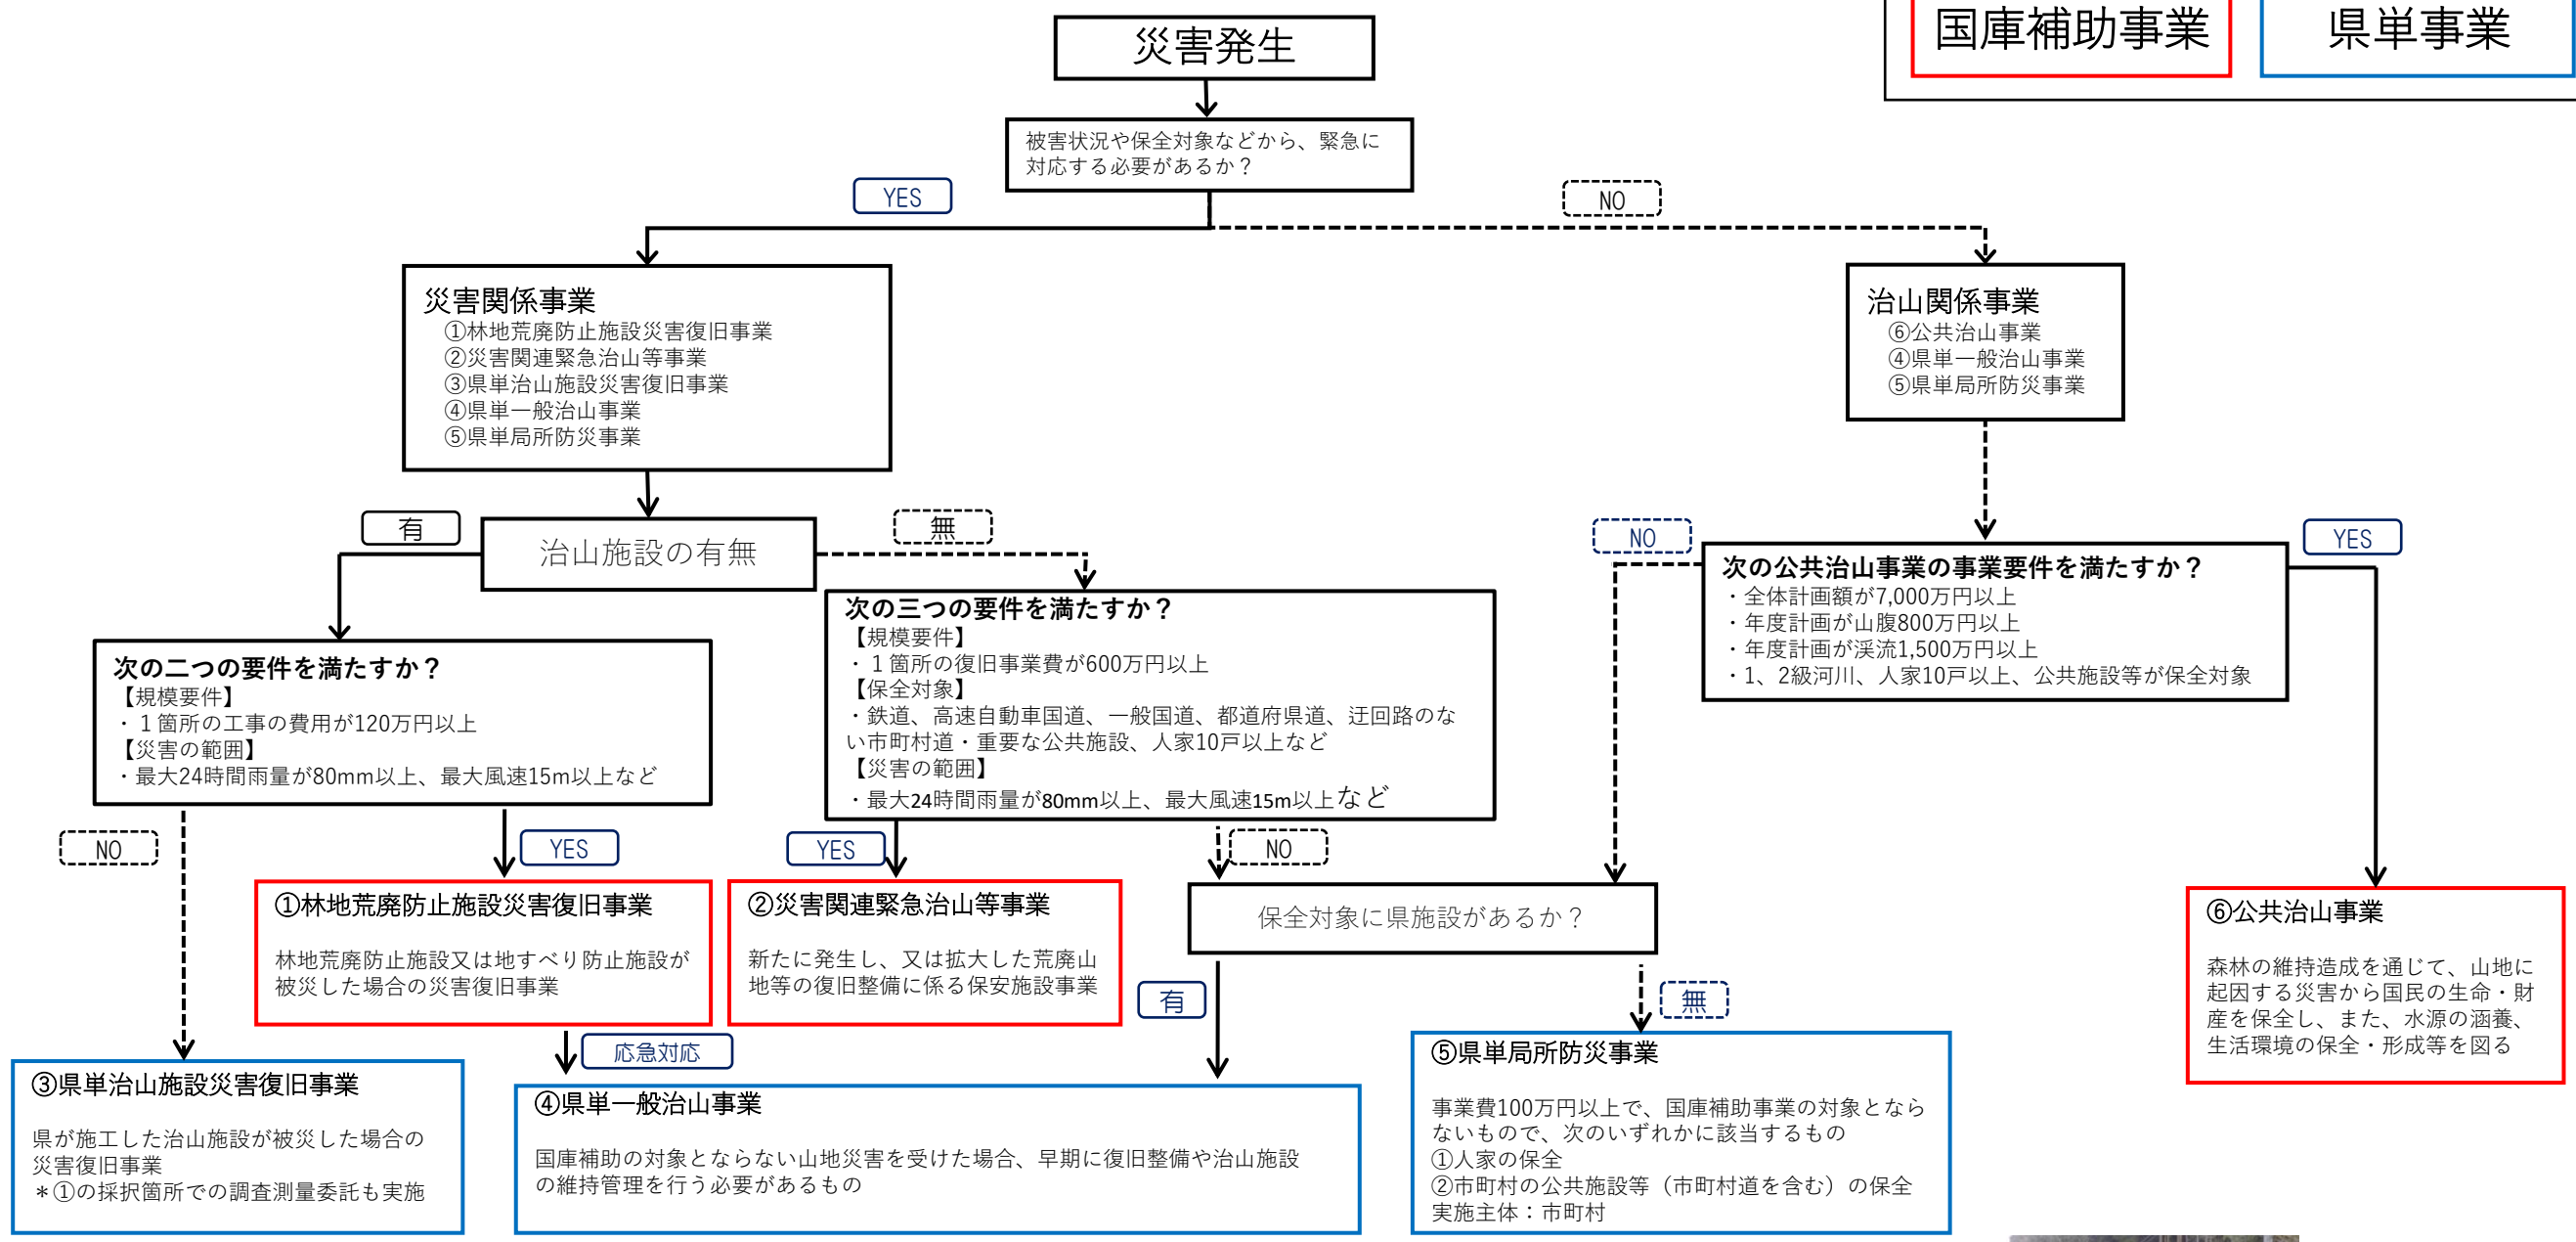 国庫補助事業
県単事業
災害発生
被害状況や保全対象などから、緊急に
対応する必要があるか？
YES
NO
災害関係事業
①林地荒廃防止施設災害復旧事業
②災害関連緊急治山等事業
③県単治山施設災害復旧事業
④県単一般治山事業
⑤県単局所防災事業
治山関係事業
⑥公共治山事業
④県単一般治山事業
⑤県単局所防災事業
有
治山施設の有無
無
次の二つの要件を満たすか？
【規模要件】
・１箇所の工事の費用が120万円以上
【災害の範囲】
・最大24時間雨量が80mm以上、最大風速15m以上など
次の三つの要件を満たすか？
【規模要件】
・１箇所の復旧事業費が600万円以上
【保全対象】
・鉄道、高速自動車国道、一般国道、都道府県道、迂回路のな
い市町村道・重要な公共施設、人家10戸以上など
【災害の範囲】
・最大24時間雨量が80mm以上、最大風速15m以上など
NO
YES
次の公共治山事業の事業要件を満たすか？
・全体計画額が7,000万円以上
・年度計画が山腹800万円以上
・年度計画が渓流1,500万円以上
・1、2級河川、人家10戸以上、公共施設等が保全対象
NO
YES
YES
NO
①林地荒廃防止施設災害復旧事業
林地荒廃防止施設又は地すべり防止施設が
被災した場合の災害復旧事業
②災害関連緊急治山等事業
新たに発生し、又は拡大した荒廃山
地等の復旧整備に係る保安施設事業
保全対象に県施設があるか？
⑥公共治山事業
森林の維持造成を通じて、山地に
起因する災害から国民の生命・財
産を保全し、また、水源の涵養、
生活環境の保全・形成等を図る
有
無
応急対応
③県単治山施設災害復旧事業
県が施工した治山施設が被災した場合の
災害復旧事業
＊①の採択箇所での調査測量委託も実施
④県単一般治山事業
国庫補助の対象とならない山地災害を受けた場合、早期に復旧整備や治山施設
の維持管理を行う必要があるもの
⑤県単局所防災事業
事業費100万円以上で、国庫補助事業の対象となら
ないもので、次のいずれかに該当するもの
①人家の保全
②市町村の公共施設等（市町村道を含む）の保全
実施主体：市町村